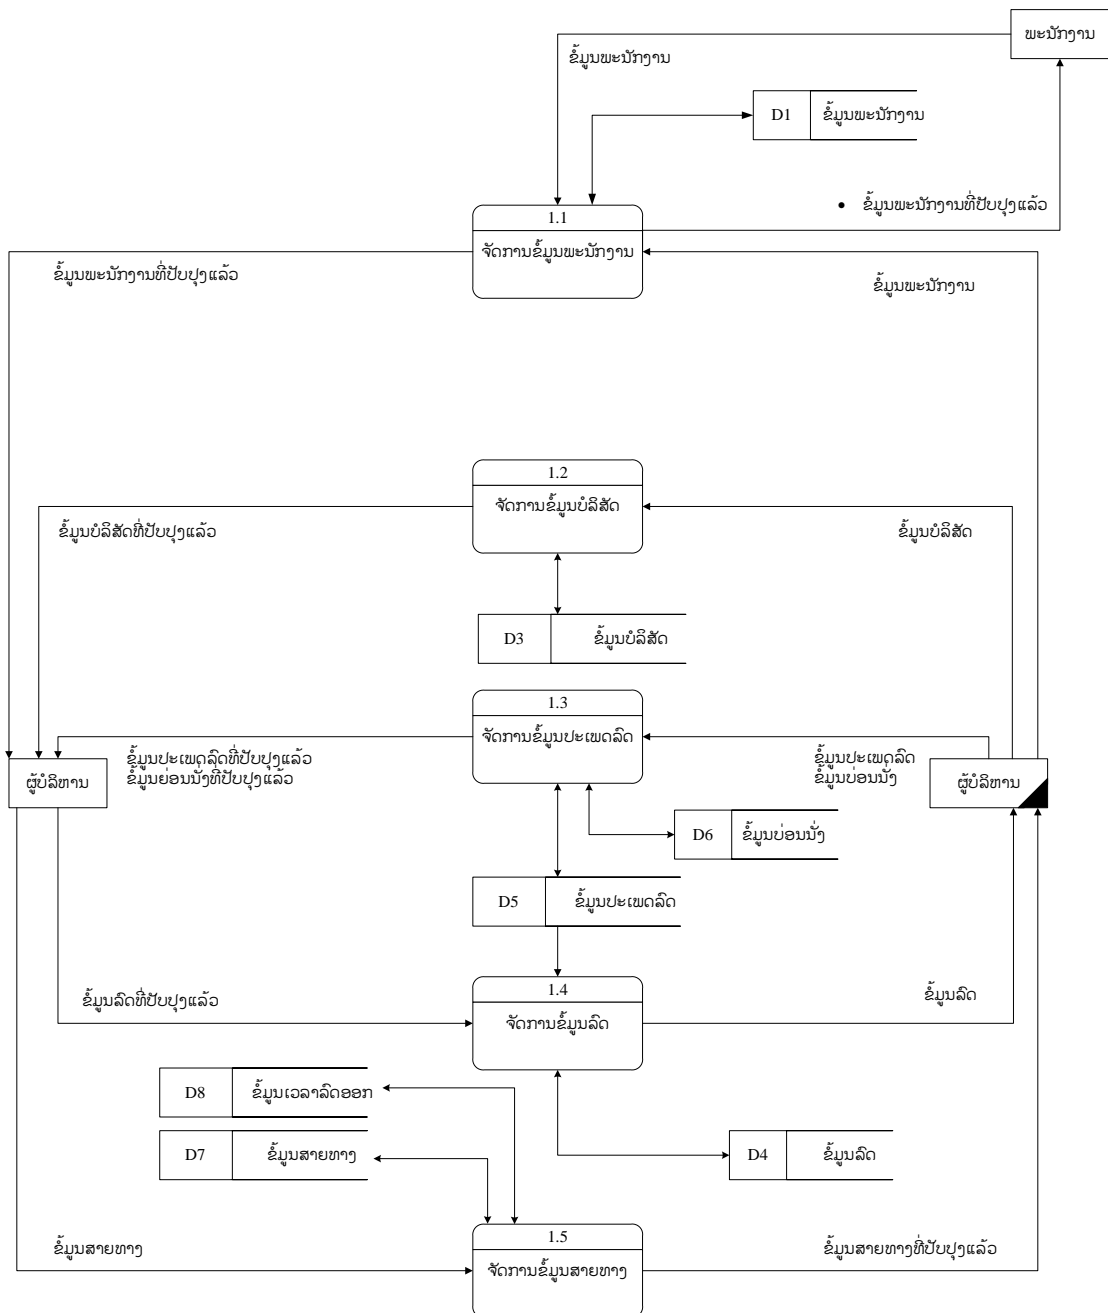 ພະນັກງານ
ຂໍ້ມູນພະນັກງານ
D1
ຂໍ້ມູນພະນັກງານ
• ຂໍ້ມູນພະນັກງານທີ່ປັບປຸງແລ້ວ
1.1
ຈັດການຂໍ້ມູນພະນັກງານ
ຂໍ້ມູນພະນັກງານທີ່ປັບປຸງແລ້ວ
ຂໍ້ມູນພະນັກງານ
1.2
ຈັດການຂໍ້ມູນບໍລິສັດ
ຂໍ້ມູນບໍລິສັດທີ່ປັບປຸງແລ້ວ
ຂໍ້ມູນບໍລິສັດ
D3
ຂໍ້ມູນບໍລິສັດ
1.3
ຈັດການຂໍ້ມູນປະເພດລົດ
ຂໍ້ມູນປະເພດລົດທີ່ປັບປຸງແລ້ວ
ຂໍ້ມູນຍ່ອນນັ່ງທີ່ປັບປຸງແລ້ວ
ຂໍ້ມູນປະເພດລົດ
ຂໍ້ມູນບ່ອນນັ່ງ
ຜູ້ບໍລິຫານ
ຜູ້ບໍລິຫານ
D6
ຂໍ້ມູນບ່ອນນັ່ງ
D5
ຂໍ້ມູນປະເພດລົດ
1.4
ຈັດການຂໍ້ມູນລົດ
ຂໍ້ມູນລົດທີ່ປັບປຸງແລ້ວ
ຂໍ້ມູນລົດ
D8
ຂໍ້ມູນເວລາລົດອອກ
D7
ຂໍ້ມູນສາຍທາງ
D4
ຂໍ້ມູນລົດ
1.5
ຈັດການຂໍ້ມູນສາຍທາງ
ຂໍ້ມູນສາຍທາງ
ຂໍ້ມູນສາຍທາງທີ່ປັບປຸງແລ້ວ